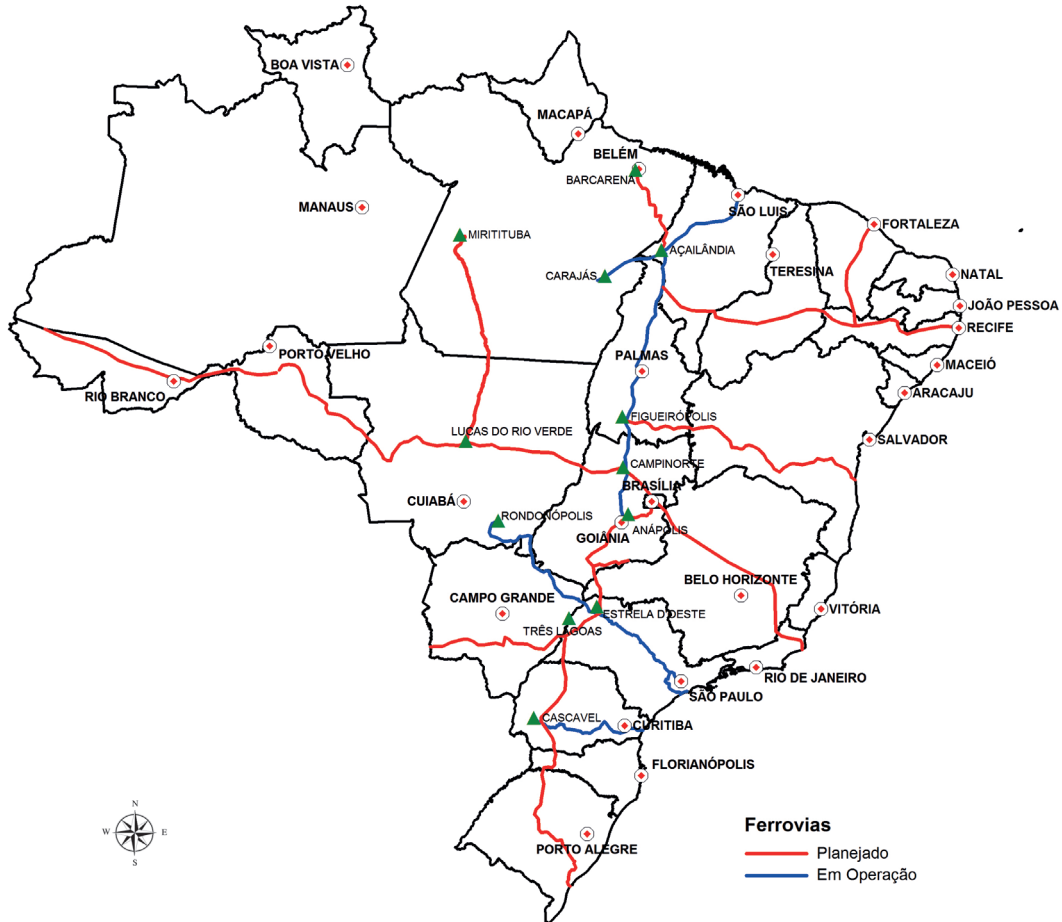 BOA VISTA
MACAPÁ
BELÉM
BARCARENA
MANAUS
SÃO LUIS
FORTALEZA
MIRITITUBA
AÇAILÂNDIA
TERESINA
CARAJÁS
NATAL
JOÃO PESSOA
RECIFE
PORTO VELHO
PALMAS
MACEIÓ
RIO BRANCO
ARACAJU
FIGUEIRÓPOLIS
LUCAS DO RIO VERDE
SALVADOR
CAMPINORTE
BRASÍLIA
CUIABÁ
RONDONÓPOLIS
ANÁPOLIS
GOIÂNIA
BELO HORIZONTE
CAMPO GRANDE
ESTRELA D'OESTE
VITÓRIA
TRÊS LAGOAS
RIO DE JANEIRO
SÃO PAULO
CASCAVEL
CURITIBA
FLORIANÓPOLIS
N
W E
S
PORTO ALEGRE
Ferrovias
Planejado
Em Operação